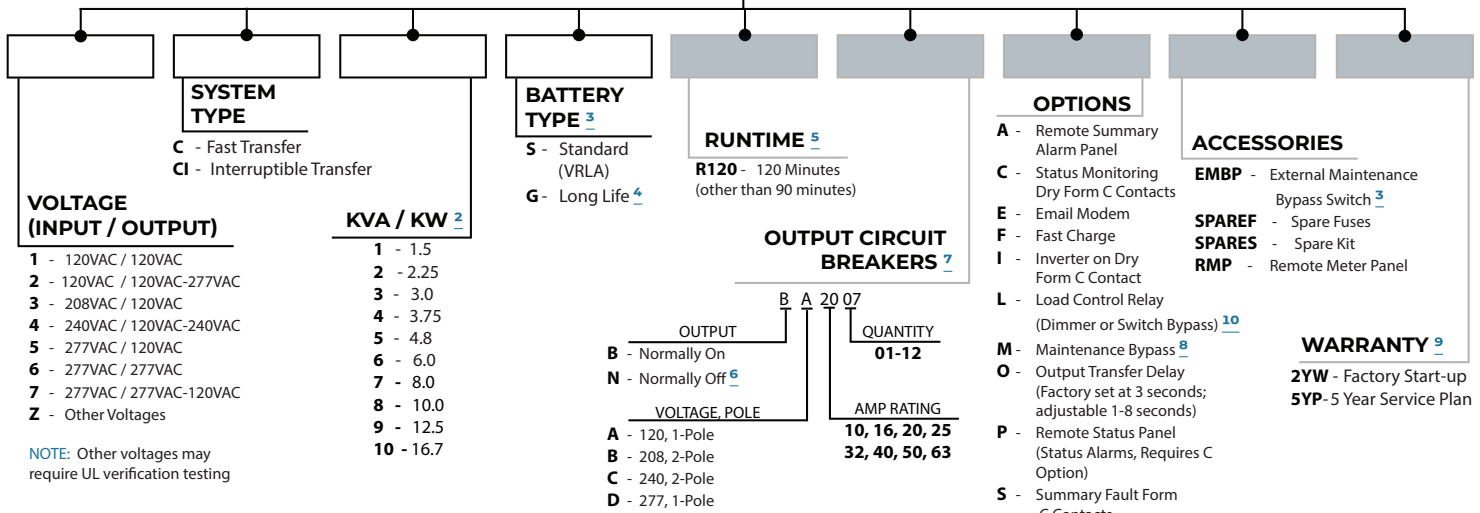 SYSTEM
TYPE
C - Fast Transfer
CI - Interruptible Transfer
VOLTAGE
(INPUT / OUTPUT)
1 - 120VAC / 120VAC
2 - 120VAC / 120VAC-277VAC
3 - 208VAC / 120VAC
4 - 240VAC / 120VAC-240VAC
5 - 277VAC / 120VAC
6 - 277VAC / 277VAC
7 - 277VAC / 277VAC-120VAC
Z - Other Voltages
NOTE: Other voltages may
require UL verification testing
KVA / KW 2
1 - 1.5
2 - 2.25
3 - 3.0
4 - 3.75
5 - 4.8
6 - 6.0
7 - 8.0
8 - 10.0
9 - 12.5
10 - 16.7
BATTERY
TYPE 3
S - Standard
(VRLA)
G - Long Life 4
RUNTIME 5
R120 - 120 Minutes
(other than 90 minutes)
OUTPUT CIRCUIT
BREAKERS 7
B A 20 07
OUTPUT
B - Normally On
N - Normally Off 6
QUANTITY
01-12
VOLTAGE, POLE
A - 120, 1-Pole
B - 208, 2-Pole
C - 240, 2-Pole
D - 277, 1-Pole
AMP RATING
10, 16, 20, 25
32, 40, 50, 63
OPTIONS
A - Remote Summary
Alarm Panel
C - Status Monitoring
Dry Form C Contacts
E - Email Modem
F - Fast Charge
I - Inverter on Dry
Form C Contact
L - Load Control Relay
(Dimmer or Switch Bypass) 10
M - Maintenance Bypass 8
O - Output Transfer Delay
(Factory set at 3 seconds;
adjustable 1-8 seconds)
P - Remote Status Panel
(Status Alarms, Requires C
Option)
S - Summary Fault Form
C Contacts
ACCESSORIES
EMBP - External Maintenance
Bypass Switch 3
SPAREF - Spare Fuses
SPARES - Spare Kit
RMP - Remote Meter Panel
WARRANTY 9
2YW - Factory Start-up
5YP- 5 Year Service Plan